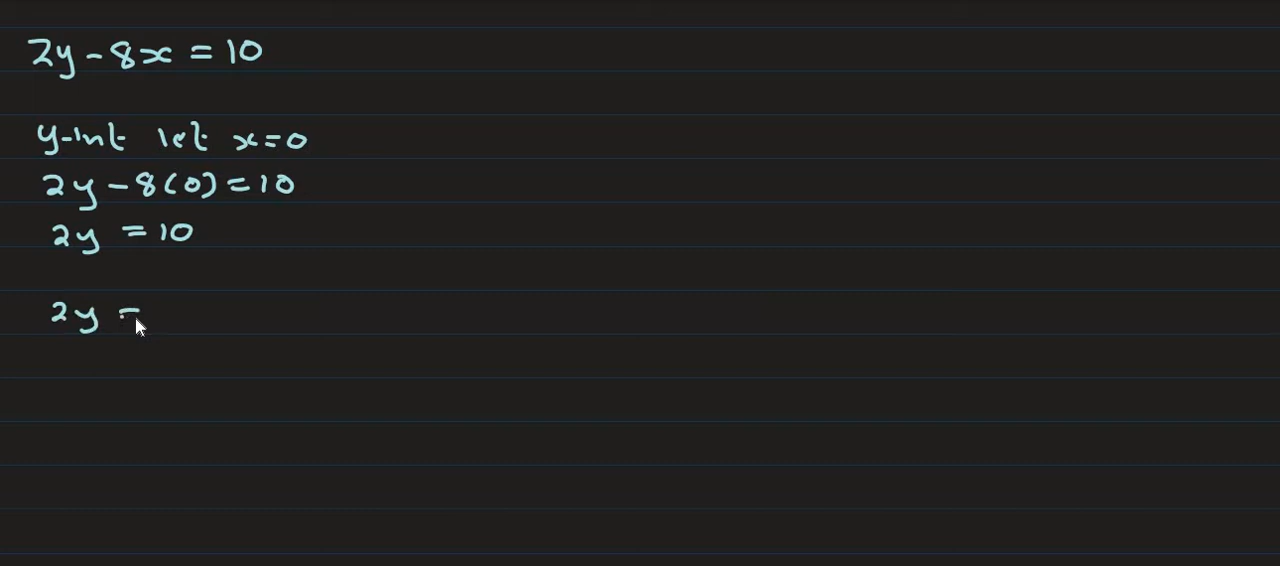 2y - 8x = 10
y-int let x=0
2y - 8(0) = 10
2y = 10
2y =